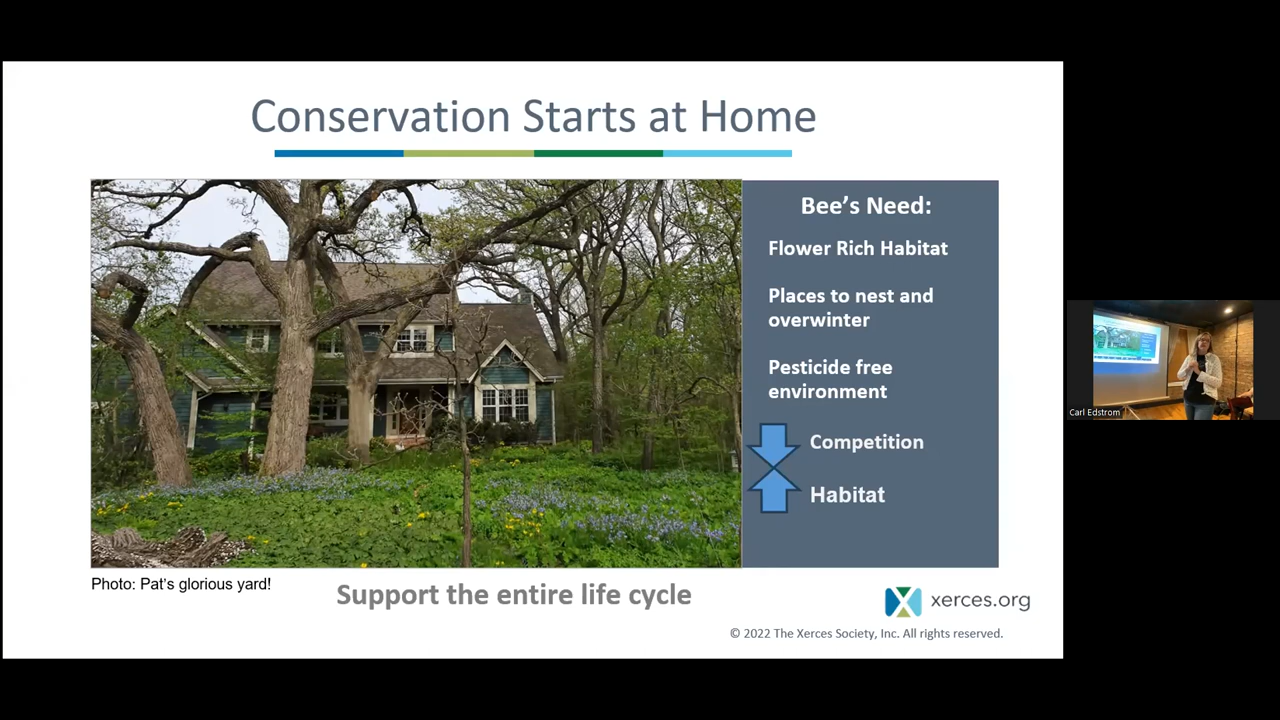 Conservation Starts at Home
Bee's Need:
Flower Rich Habitat
Places to nest and
overwinter
Pesticide free
environment
Competition
Habitat
Photo: Pat's glorious yard!
Support the entire life cycle
xerces.org
© 2022 The Xerces Society, Inc. All rights reserved.
Carl Edstrom